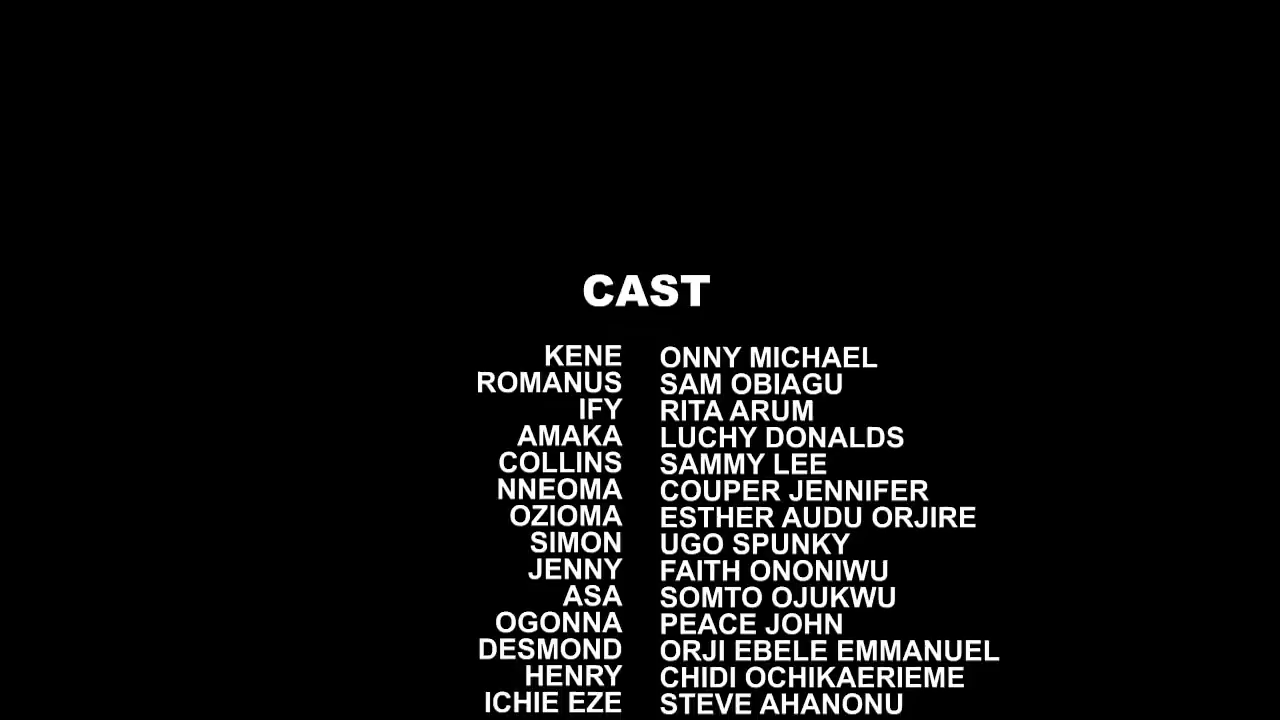 CAST
KENE ONNY MICHAEL
ROMANUS SAM OBIAGU
IFY RITA ARUM
AMAKA LUCHY DONALDS
COLLINS SAMMY LEE
NNEOMA COUPER JENNIFER
OZIOMA ESTHER AUDU ORJIRE
SIMON UGO SPUNKY
JENNY FAITH ONONIWU
ASA SOMTO OJUKWU
OGONNA PEACE JOHN
DESMOND ORJI EBELE EMMANUEL
HENRY CHIDI OCHIKAERIEME
ICHIE EZE STEVE AHANONU